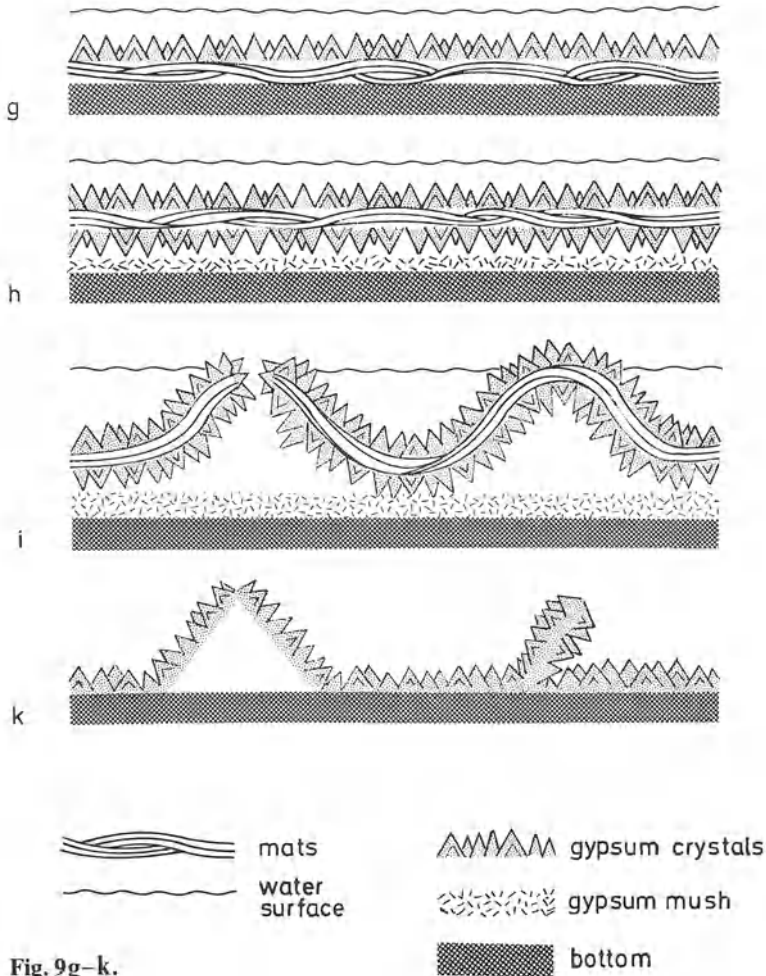 g
h
i
k
mats
water
surface
gypsum crystals
gypsum mush
bottom
Fig. 9g–k.